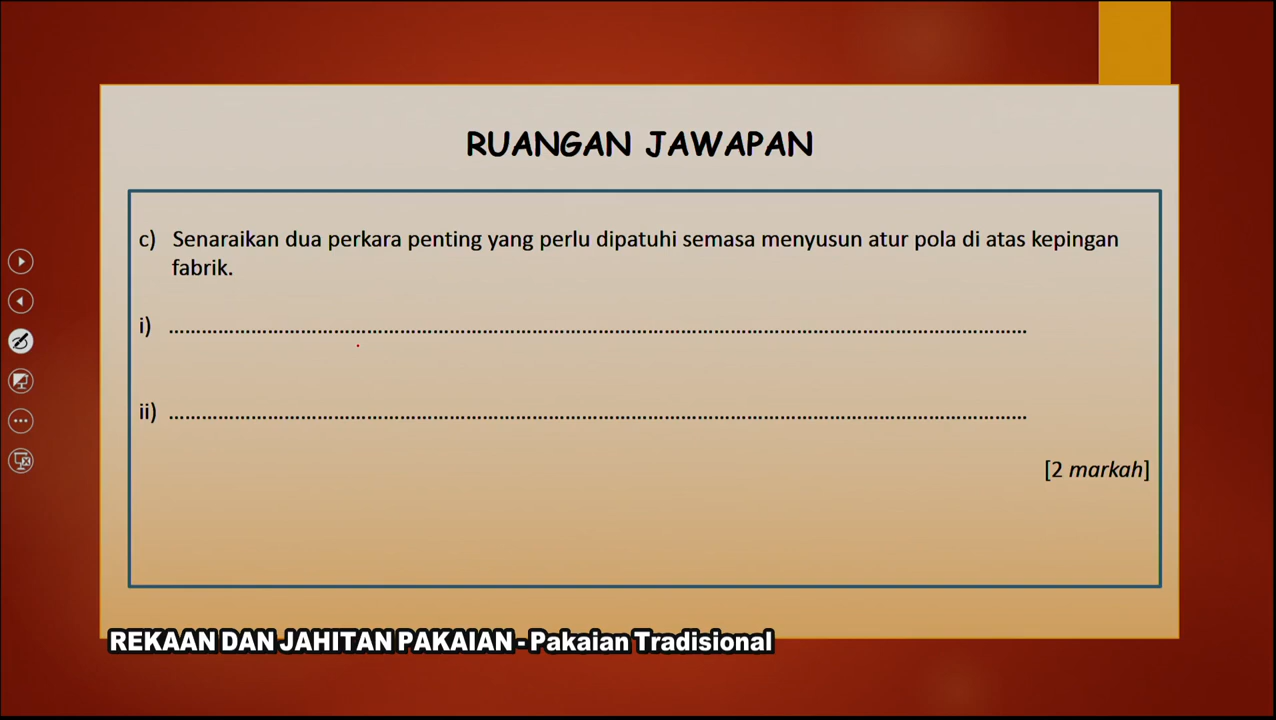 RUANGAN JAWAPAN
c) Senaraikan dua perkara penting yang perlu dipatuhi semasa menyusun atur pola di atas kepingan
fabrik.
i) ................................................................................................................................................................
ii) ................................................................................................................................................................
[2 markah]
REKAAN DAN JAHITAN PAKAIAN - Pakaian Tradisional